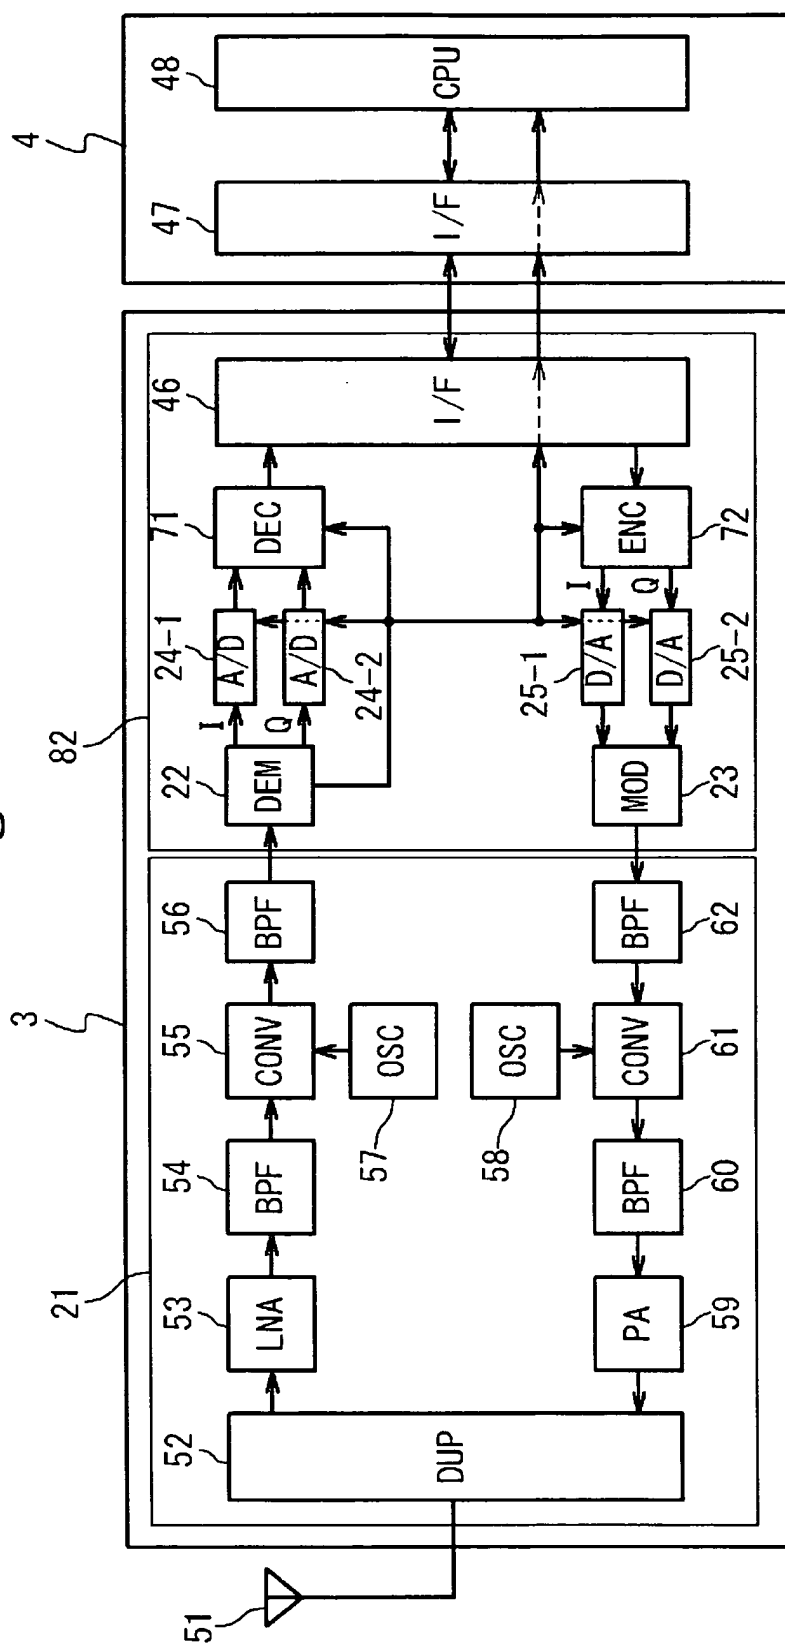 3
4
21
82
51
52
DUP
53
LNA
54
BPF
55
CONV
56
BPF
57
OSC
58
OSC
59
PA
60
BPF
61
CONV
62
BPF
22
DEM
I
Q
24-1
A/D
A/D
24-2
71
DEC
46
I/F
47
I/F
48
CPU
23
MOD
25-1
D/A
D/A
25-2
I
Q
ENC
72